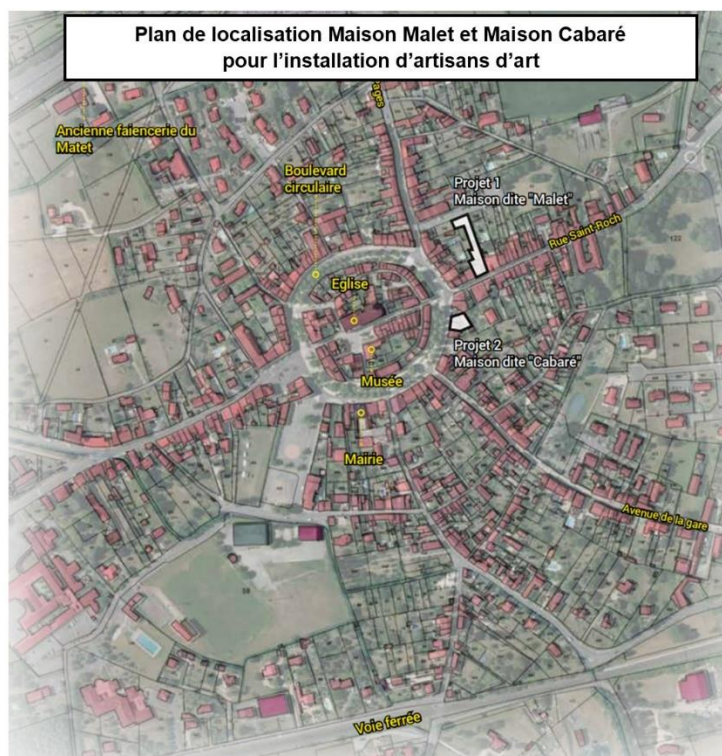 Plan de localisation Maison Malet et Maison Cabaré
pour l'installation d'artisans d'art
Ancienne faïencerie du
Matet
Boulevard
circulaire
Projet 1
Maison dite "Malet"
Rue Saint-Roch
Eglise
Projet 2
Maison dite "Cabaré"
Musée
Mairie
Avenue de la gare
Voie ferrée